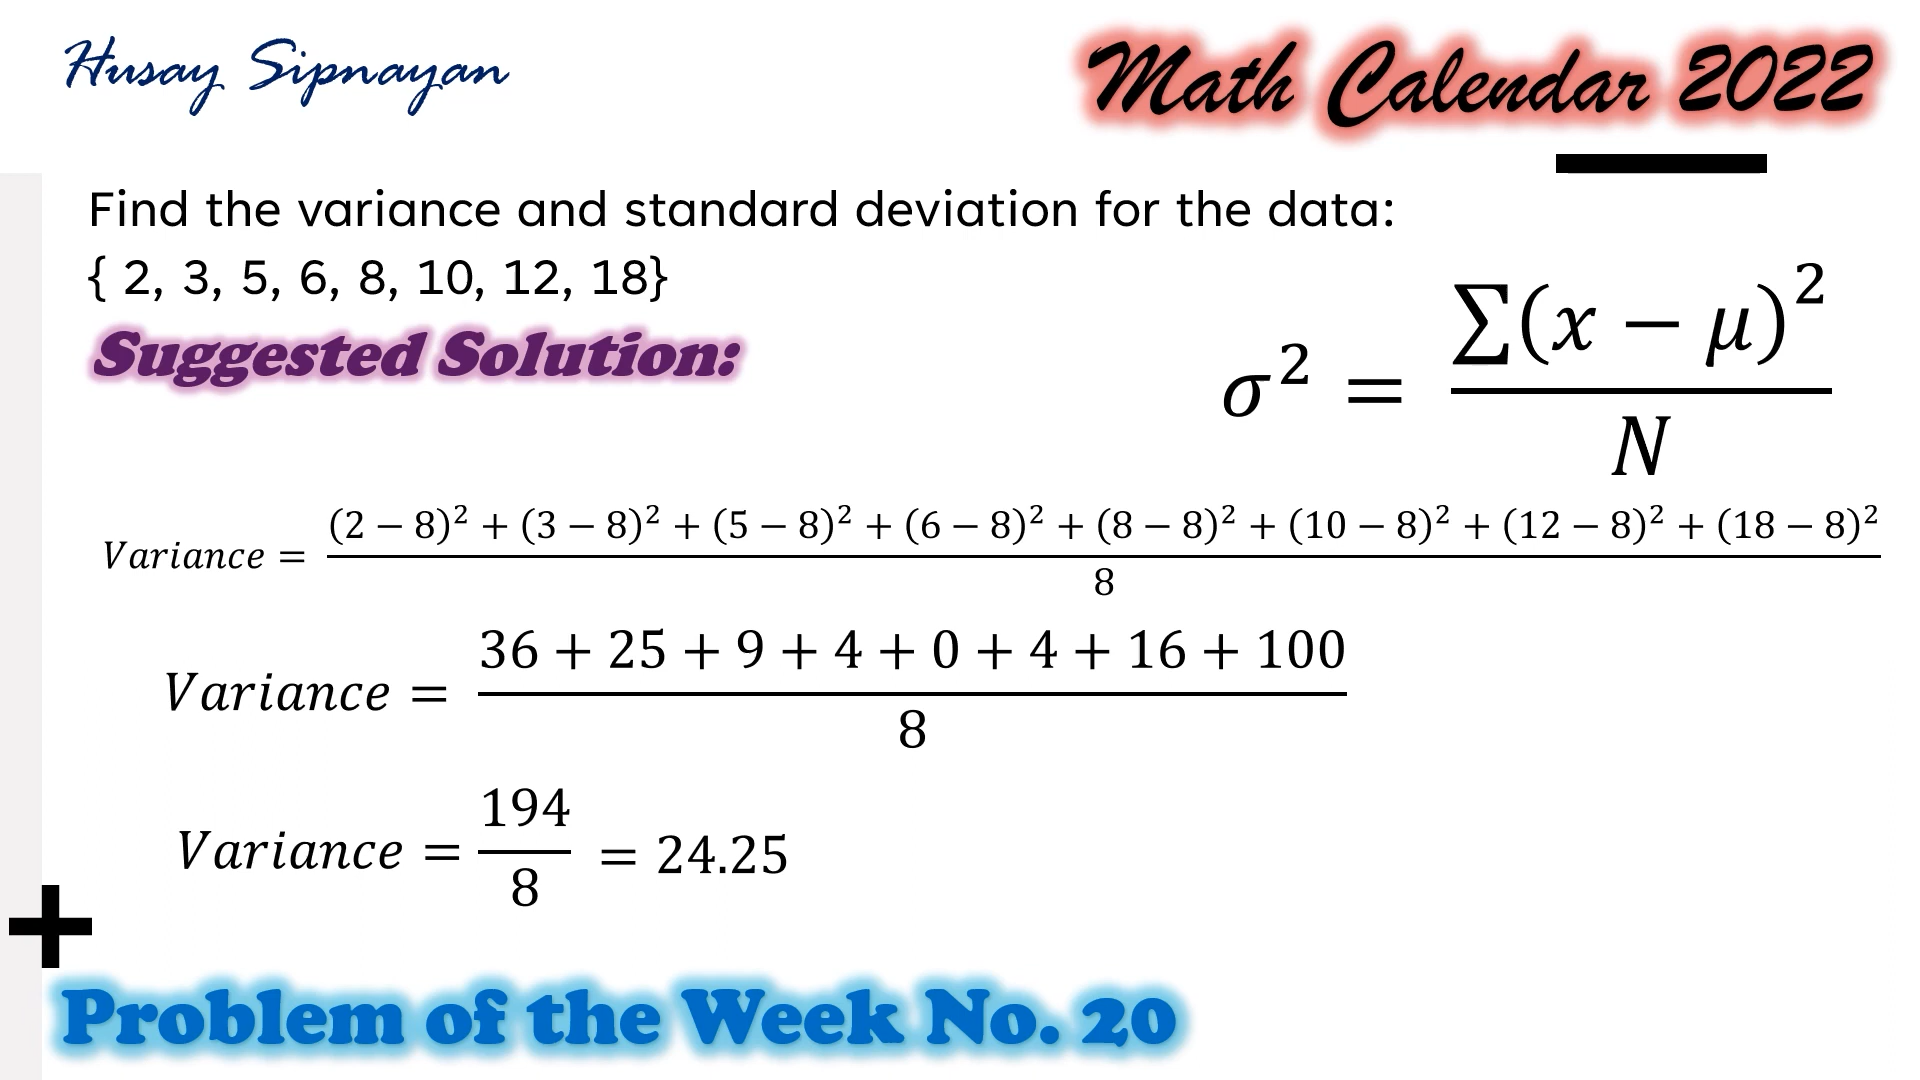 Husay Sipnayan
Math Calendar 2022
Find the variance and standard deviation for the data:
{ 2, 3, 5, 6, 8, 10, 12, 18}
Suggested Solution:
σ² = ∑(x − μ)² / N
Variance = (2 − 8)² + (3 − 8)² + (5 − 8)² + (6 − 8)² + (8 − 8)² + (10 − 8)² + (12 − 8)² + (18 − 8)² / 8
Variance = 36 + 25 + 9 + 4 + 0 + 4 + 16 + 100 / 8
Variance = 194 / 8 = 24.25
Problem of the Week No. 20